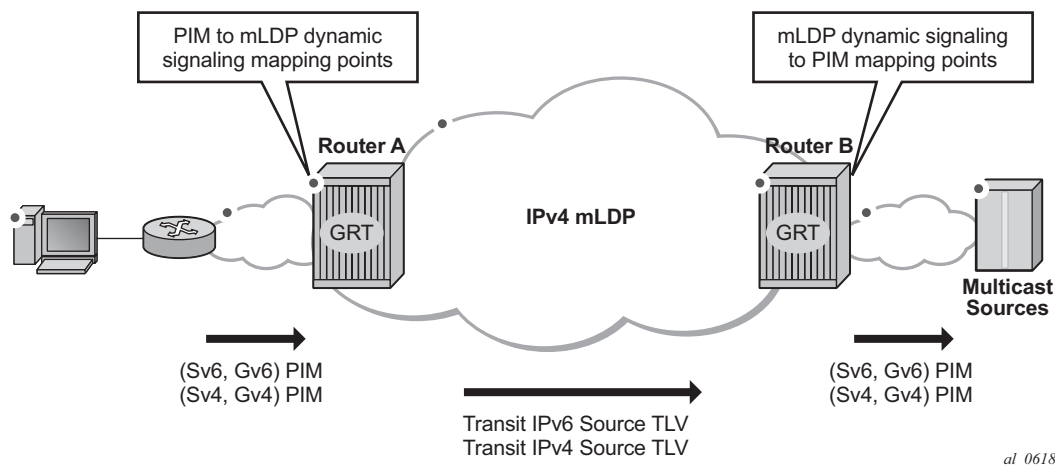 PIM to mLDP dynamic
signaling mapping points
mLDP dynamic signaling
to PIM mapping points
Router A
Router B
IPv4 mLDP
GRT
GRT
Multicast
Sources
(Sv6, Gv6) PIM
(Sv4, Gv4) PIM
(Sv6, Gv6) PIM
(Sv4, Gv4) PIM
Transit IPv6 Source TLV
Transit IPv4 Source TLV
al_0618